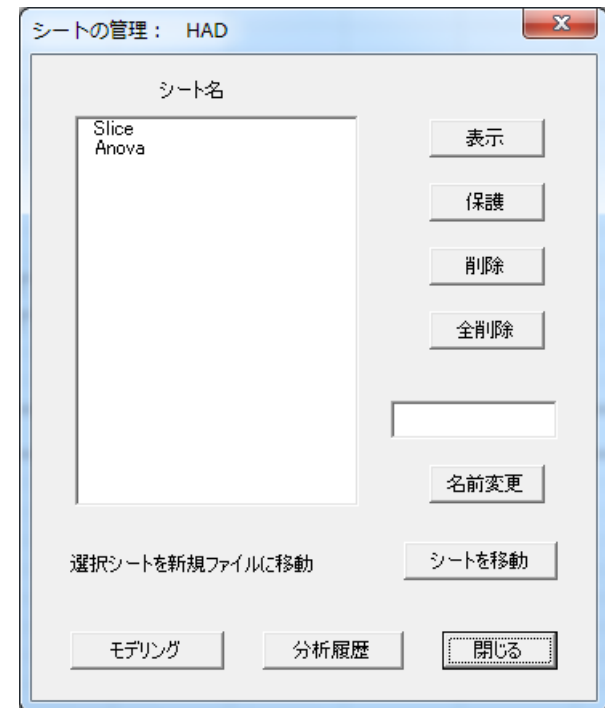 シートの管理： HAD
シート名
Slice
Anova
表示
保護
削除
全削除
名前変更
選択シートを新規ファイルに移動
シートを移動
モデリング
分析履歴
閉じる